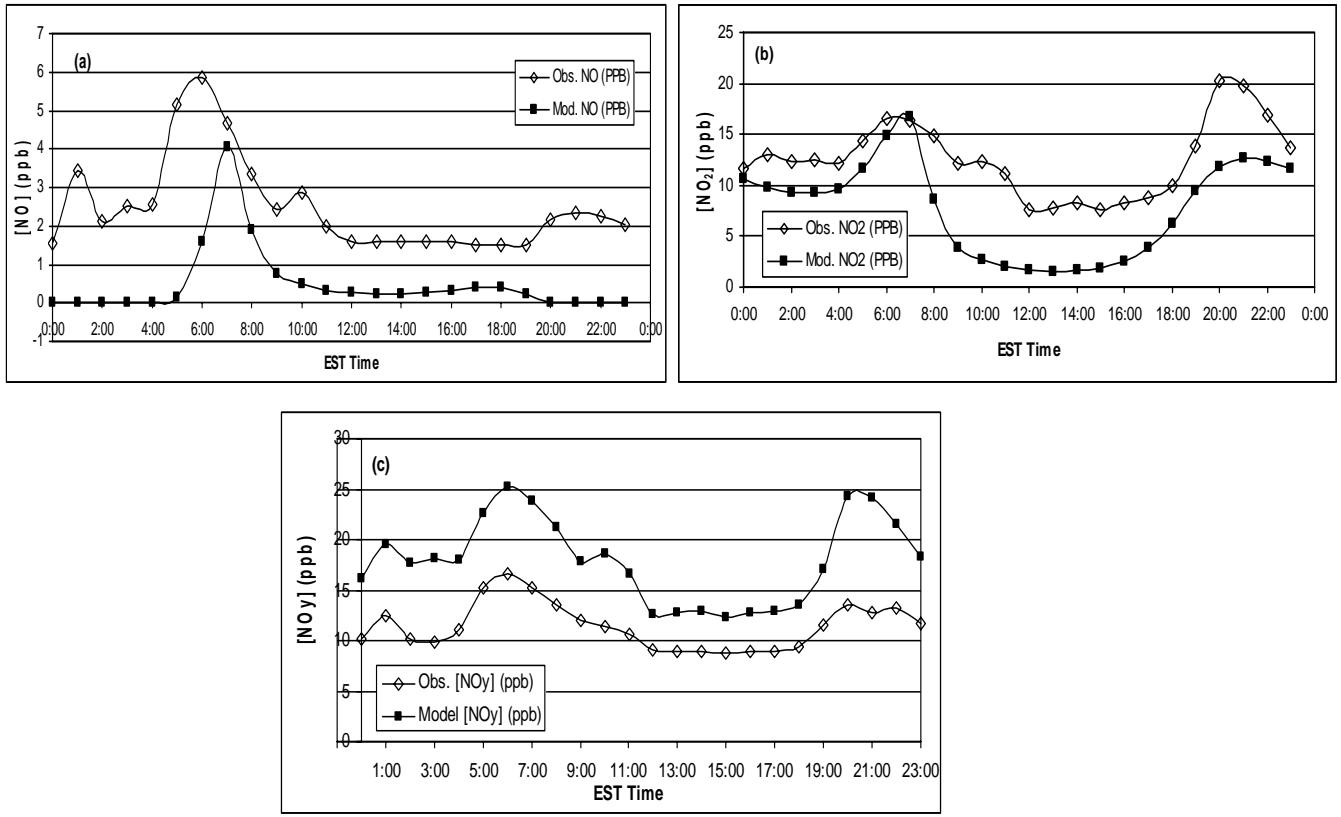 (a)
[NO] (ppb)
7
6
5
4
3
2
1
0
-1
Obs. NO (PPB)
Mod. NO (PPB)
0:00 2:00 4:00 6:00 8:00 10:00 12:00 14:00 16:00 18:00 20:00 22:00 0:00
EST Time
(b)
[NO₂] (ppb)
25
20
15
10
5
0
Obs. NO2 (PPB)
Mod. NO2 (PPB)
0:00 2:00 4:00 6:00 8:00 10:00 12:00 14:00 16:00 18:00 20:00 22:00 0:00
EST Time
(c)
[NOy] (ppb)
30
25
20
15
10
5
0
Obs. [NOy] (ppb)
Model [NOy] (ppb)
1:00 3:00 5:00 7:00 9:00 11:00 13:00 15:00 17:00 19:00 21:00 23:00
EST Time